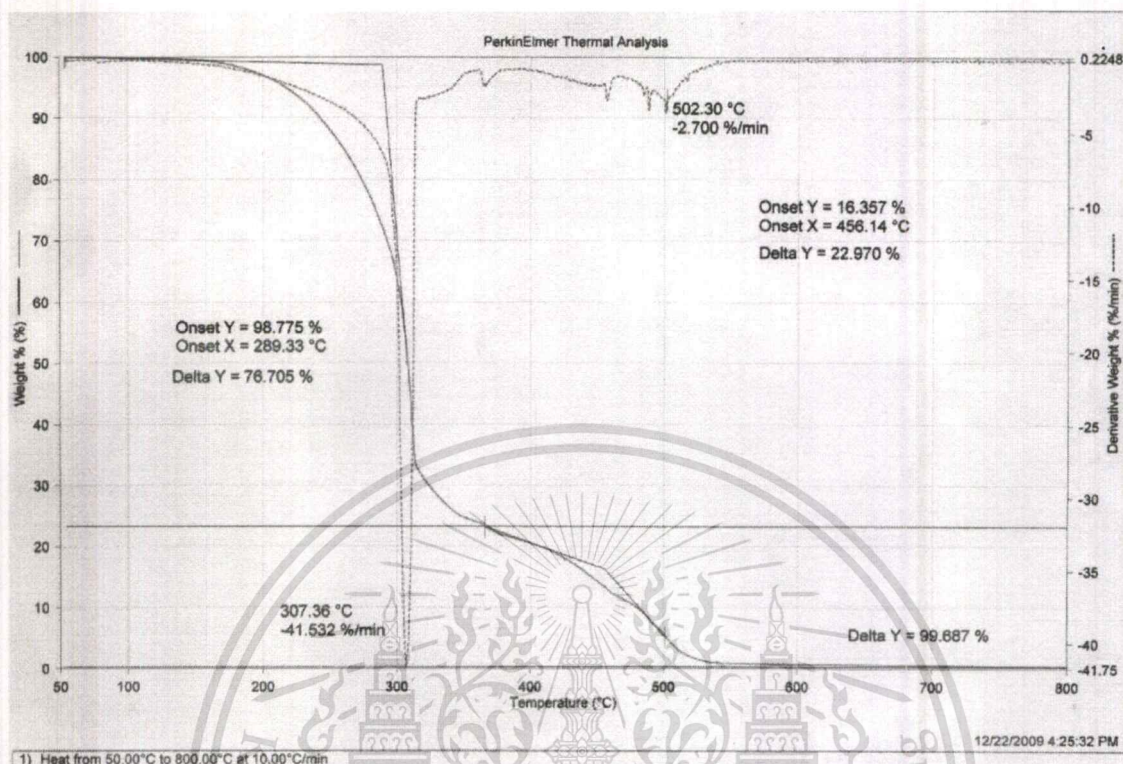 PerkinElmer Thermal Analysis
100
90
80
70
60
50
40
30
20
10
0
Weight % (%)
0.2248
-5
-10
-15
-20
-25
-30
-35
-40
-41.75
Derivative Weight % (%/min)
502.30 °C
-2.700 %/min
Onset Y = 16.357 %
Onset X = 456.14 °C
Delta Y = 22.970 %
Onset Y = 98.775 %
Onset X = 289.33 °C
Delta Y = 76.705 %
307.36 °C
-41.532 %/min
Delta Y = 99.687 %
50 100 200 300 400 500 600 700 800
Temperature (°C)
12/22/2009 4:25:32 PM
1) Heat from 50.00°C to 800.00°C at 10.00°C/min